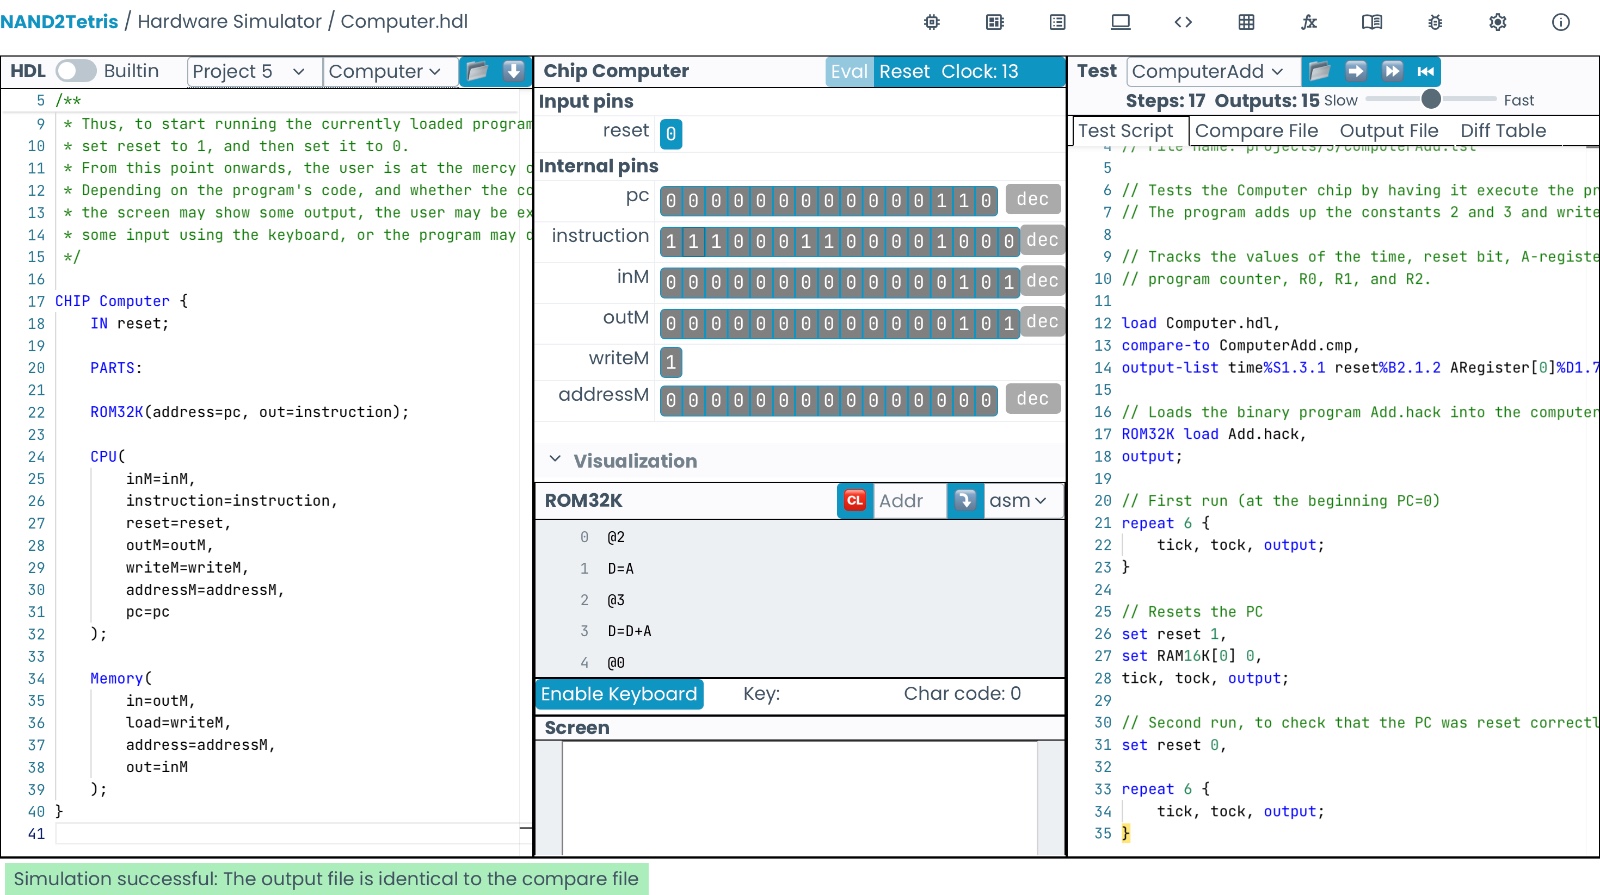 NAND2Tetris / Hardware Simulator / Computer.hdl
HDL Builtin Project 5 Computer
5 /**
9 * Thus, to start running the currently loaded program
10 * set reset to 1, and then set it to 0.
11 * From this point onwards, the user is at the mercy
12 * Depending on the program's code, and whether the co
13 * the screen may show some output, the user may be ex
14 * some input using the keyboard, or the program may
15 */
16
17 CHIP Computer {
18 IN reset;
19
20 PARTS:
21
22 ROM32K(address=pc, out=instruction);
23
24 CPU(
25 inM=inM,
26 instruction=instruction,
27 reset=reset,
28 outM=outM,
29 writeM=writeM,
30 addressM=addressM,
31 pc=pc
32 );
33
34 Memory(
35 in=outM,
36 load=writeM,
37 address=addressM,
38 out=inM
39 );
40 }
41
Chip Computer Eval Reset Clock: 13
Input pins
reset 0
Internal pins
pc 0 0 0 0 0 0 0 0 0 0 0 0 1 1 0 dec
instruction 1 1 1 0 0 0 1 1 0 0 0 0 1 0 0 0 dec
inM 0 0 0 0 0 0 0 0 0 0 0 0 0 1 0 1 dec
outM 0 0 0 0 0 0 0 0 0 0 0 0 0 1 0 1 dec
writeM 1
addressM 0 0 0 0 0 0 0 0 0 0 0 0 0 0 0 dec
Visualization
ROM32K CL Addr asm
0 @2
1 D=A
2 @3
3 D=D+A
4 @0
Enable Keyboard Key: Char code: 0
Screen
Test ComputerAdd
Steps: 17 Outputs: 15 Slow Fast
Test Script Compare File Output File Diff Table
4 // File name: projects/5/ComputerAdd.tst
5
6 // Tests the Computer chip by having it execute the pr
7 // The program adds up the constants 2 and 3 and write
8
9 // Tracks the values of the time, reset bit, A-registe
10 // program counter, R0, R1, and R2.
11
12 load Computer.hdl,
13 compare-to ComputerAdd.cmp,
14 output-list time%S1.3.1 reset%B2.1.2 ARegister[0]%D1.7
15
16 // Loads the binary program Add.hack into the computer
17 ROM32K load Add.hack,
18 output;
19
20 // First run (at the beginning PC=0)
21 repeat 6 {
22 tick, tock, output;
23 }
24
25 // Resets the PC
26 set reset 1,
27 set RAM16K[0] 0,
28 tick, tock, output;
29
30 // Second run, to check that the PC was reset correctl
31 set reset 0,
32
33 repeat 6 {
34 tick, tock, output;
35 }
Simulation successful: The output file is identical to the compare file